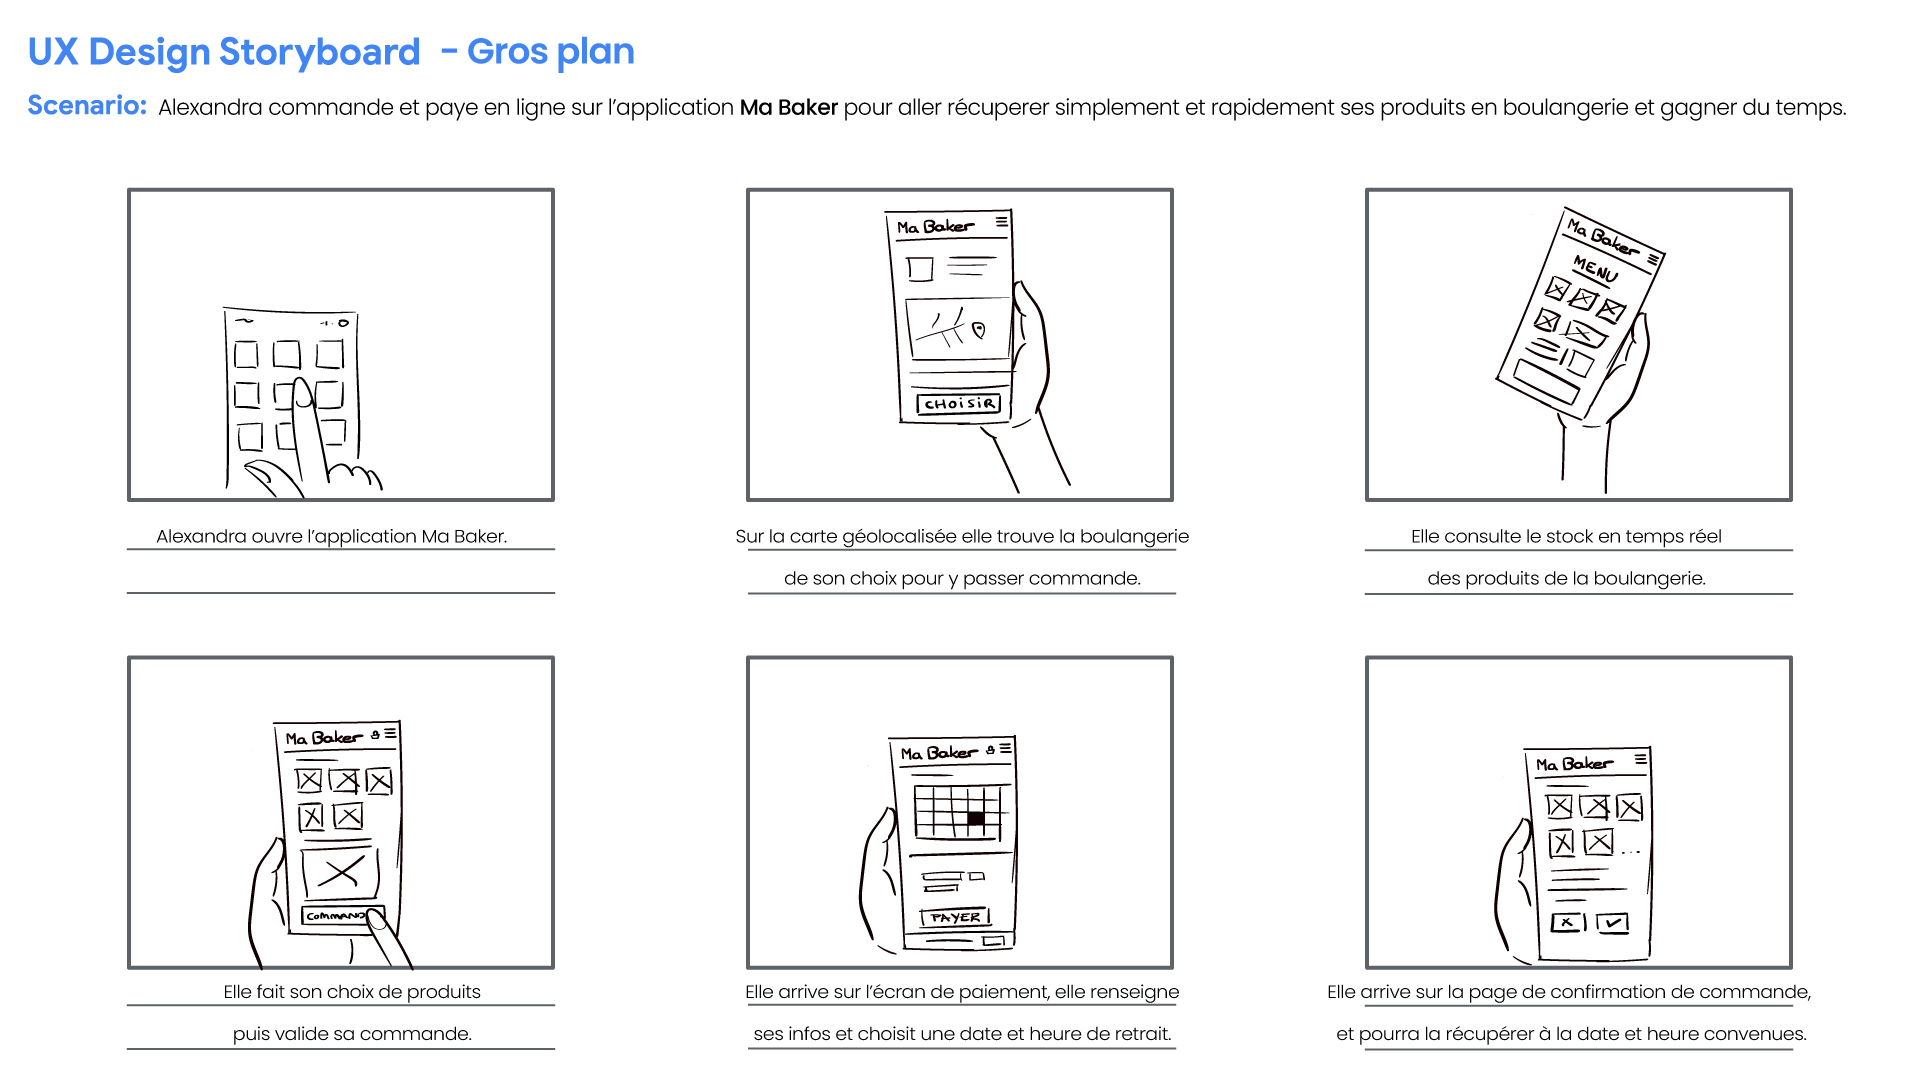 UX Design Storyboard - Gros plan
Scenario: Alexandra commande et paye en ligne sur l'application Ma Baker pour aller récuperer simplement et rapidement ses produits en boulangerie et gagner du temps.
Ma Baker
CHOISIR
Ma Baker
MENU
Alexandra ouvre l'application Ma Baker.
Sur la carte géolocalisée elle trouve la boulangerie
de son choix pour y passer commande.
Elle consulte le stock en temps réel
des produits de la boulangerie.
Ma Baker
COMMAND
Ma Baker
PAYER
Ma Baker
Elle fait son choix de produits
puis valide sa commande.
Elle arrive sur l'écran de paiement, elle renseigne
ses infos et choisit une date et heure de retrait.
Elle arrive sur la page de confirmation de commande,
et pourra la récupérer à la date et heure convenues.